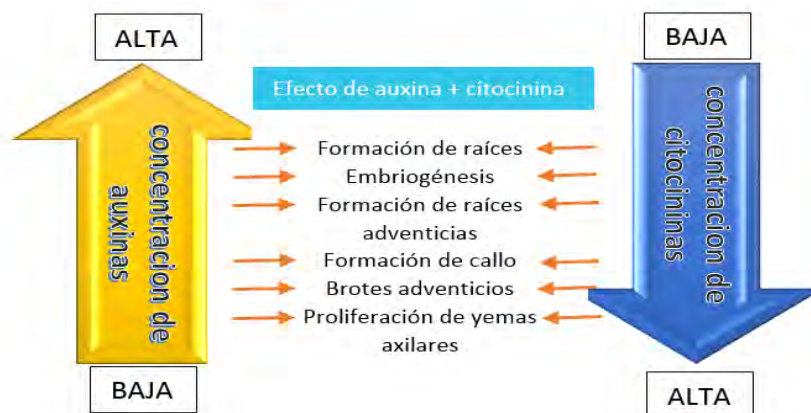 ALTA
BAJA
Efecto de auxina + citocinina
concentracion de
auxinas
Formación de raíces
Embriogénesis
Formación de raíces
adventicias
Formación de callo
Brotes adventicios
Proliferación de yemas
axilares
concentracion de
citocininas
BAJA
ALTA